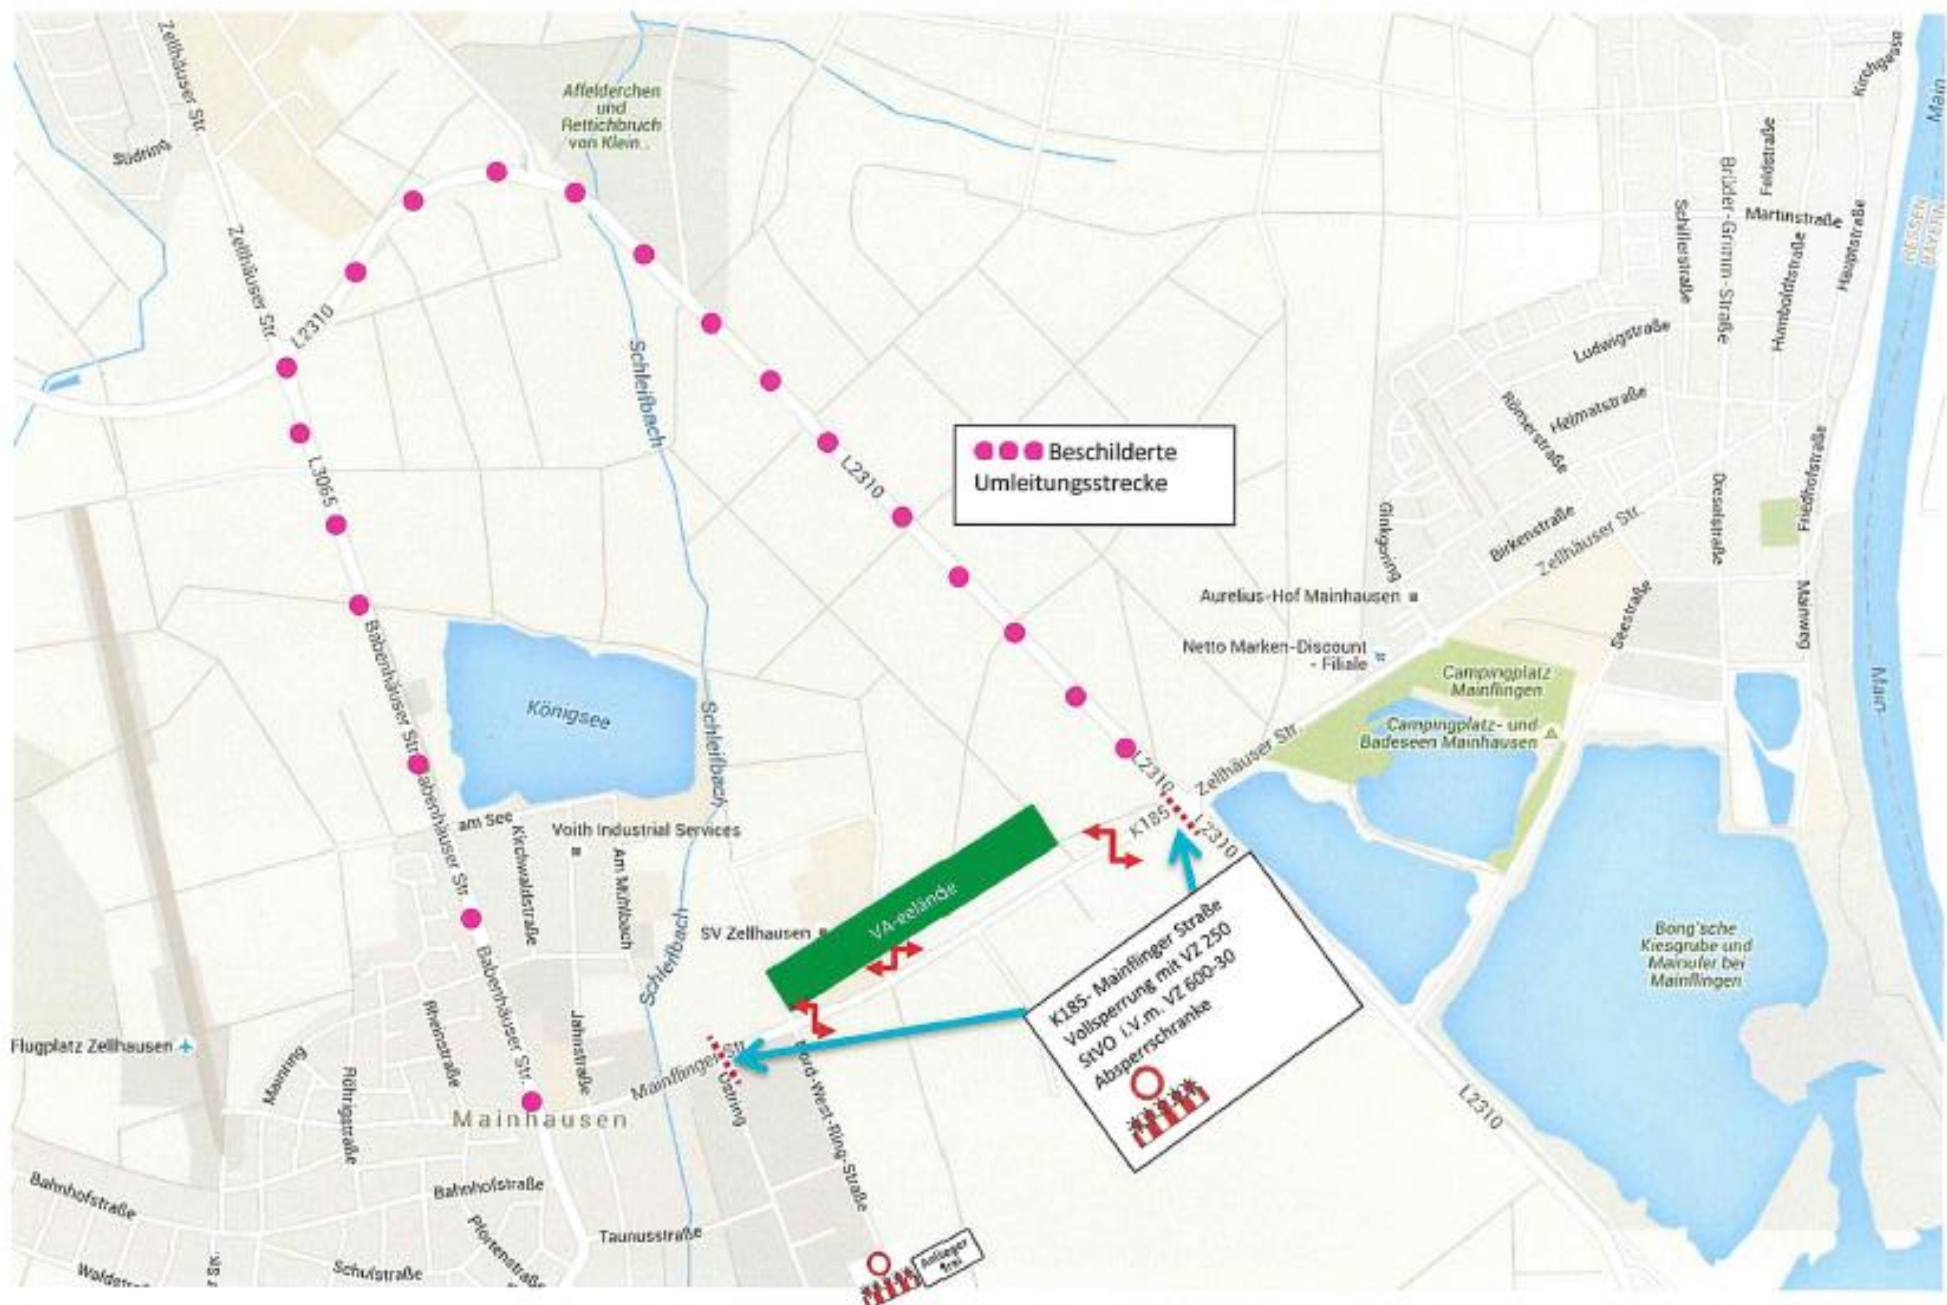 Zellhäuser Str.
Südring
Affelderchen
und
Rettichbruch
von Klein..
Kirchgasse
Main
HESSEN
BAYERN
Feldstraße
Brüder-Grimm-Straße
Martinstraße
Schillerstraße
Humboldtstraße
Hauptstraße
Zellhäuser Str.
L2310
Schleifbach
Ludwigstraße
Römerstraße
Heimatstraße
L3065
L2310
Beschilderte
Umleitungsstrecke
Ginkgoring
Birkenstraße
Zellhäuser Str.
Dieselstraße
Friedhofstraße
Mainweg
Seestraße
Aurelius-Hof Mainhausen
Netto Marken-Discount
- Filiale
Campingplatz
Mainflingen
Campingplatz- und
Badeseen Mainhausen
Main
Babenhäuser Str.
Königsee
Schleifbach
Zellhäuser Str.
L2310
K185
L2310
am See
Kirchwaldstraße
Voith Industrial Services
Am Mühlbach
Babenhäuser Str.
VA-gelände
SV Zellhausen
Schleifbach
Babenhäuser Str.
K185- Mainflinger Straße
Vollsperrung mit VZ 250
StVO i.V.m. VZ 600-30
Absperrschranke
Bong'sche
Kiesgrube und
Mainufer bei
Mainflingen
Flugplatz Zellhausen
Mainring
Röhrigstraße
Rheinstraße
Jahnstraße
Mainflinger Str.
Ostring
Nord-West-Ring-Straße
Mainhausen
L2310
Bahnhofstraße
Bahnhofstraße
Pfortenstraße
Taunusstraße
Schulstraße
Anlieger
frei